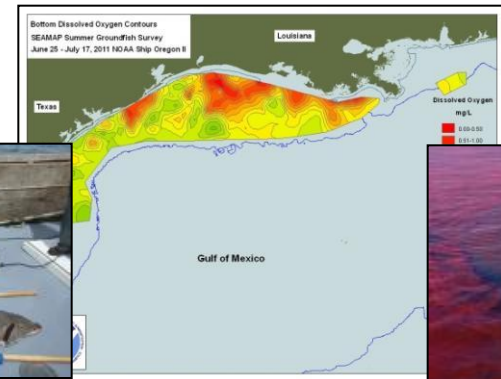 Bottom Dissolved Oxygen Contours
SEAMAP Summer Groundfish Survey
June 25 - July 17, 2011 NOAA Ship Oregon II
Louisiana
Texas
Dissolved Oxygen
mg/L
0.00-0.50
0.51-1.00
Gulf of Mexico